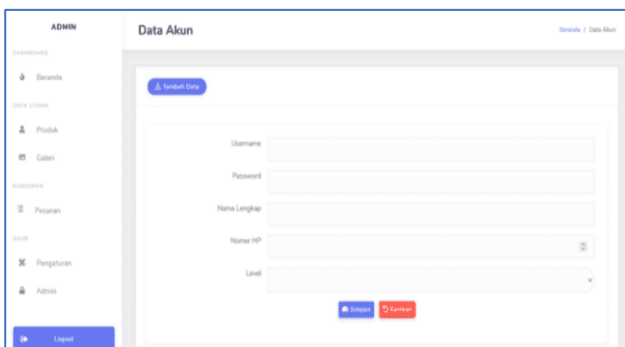 ADMIN
Data Akun
Beranda / Data Akun
DASHBOARD
Beranda
Tambah Data
DATA UTAMA
Produk
Galeri
KONSUMEN
Pesanan
AKUN
Pengaturan
Admin
Logout
Username
Password
Nama Lengkap
Nomer HP
Level
Simpan
Kembali